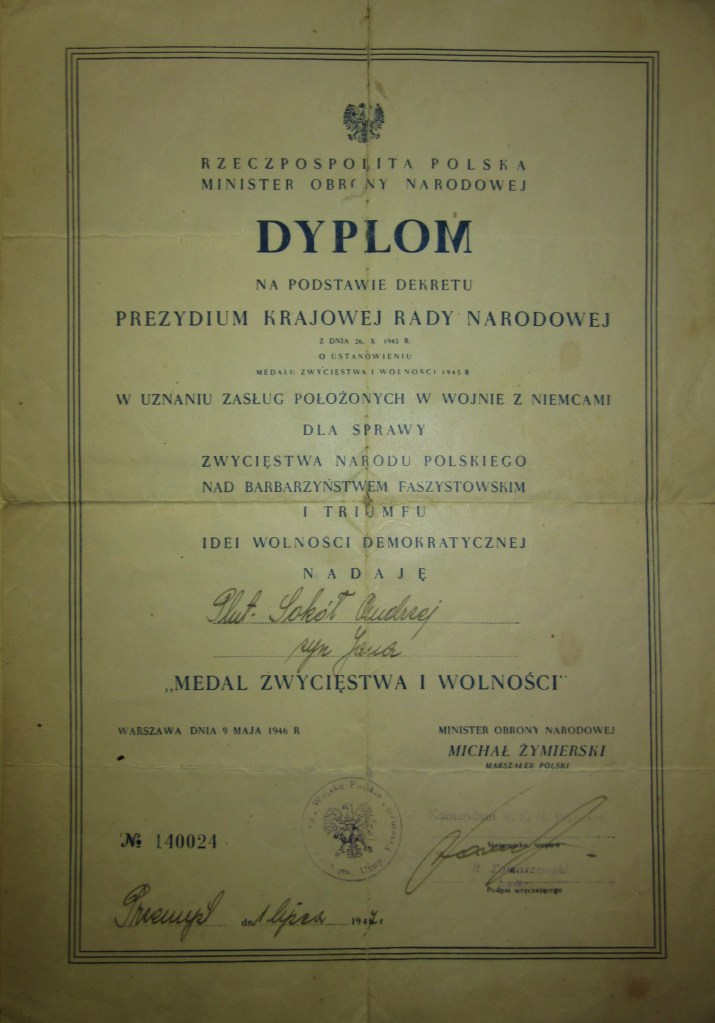 RZECZPOSPOLITA POLSKA
MINISTER OBRONY NARODOWEJ
DYPLOM
NA PODSTAWIE DEKRETU
PREZYDIUM KRAJOWEJ RADY NARODOWEJ
Z DNIA 26. X 1945 R.
O USTANOWIENIU
MEDALU ZWYCIĘSTWA I WOLNOŚCI 1945 R
W UZNANIU ZASŁUG POŁOŻONYCH W WOJNIE Z NIEMCAMI
DLA SPRAWY
ZWYCIĘSTWA NARODU POLSKIEGO
NAD BARBARZYŃSTWEM FASZYSTOWSKIM
I TRIUMFU
IDEI WOLNOŚCI DEMOKRATYCZNEJ
NADAJĘ
Plut. Sokół Andrzej
syn Jana
„MEDAL ZWYCIĘSTWA I WOLNOŚCI"
WARSZAWA DNIA 9 MAJA 1946 R
MINISTER OBRONY NARODOWEJ
MICHAŁ ŻYMIERSKI
MARSZAŁEK POLSKI
Wojska Polskie
№ 140024
Podpis wręczającego
Przemyśl dn. 1 lipca 1947 r